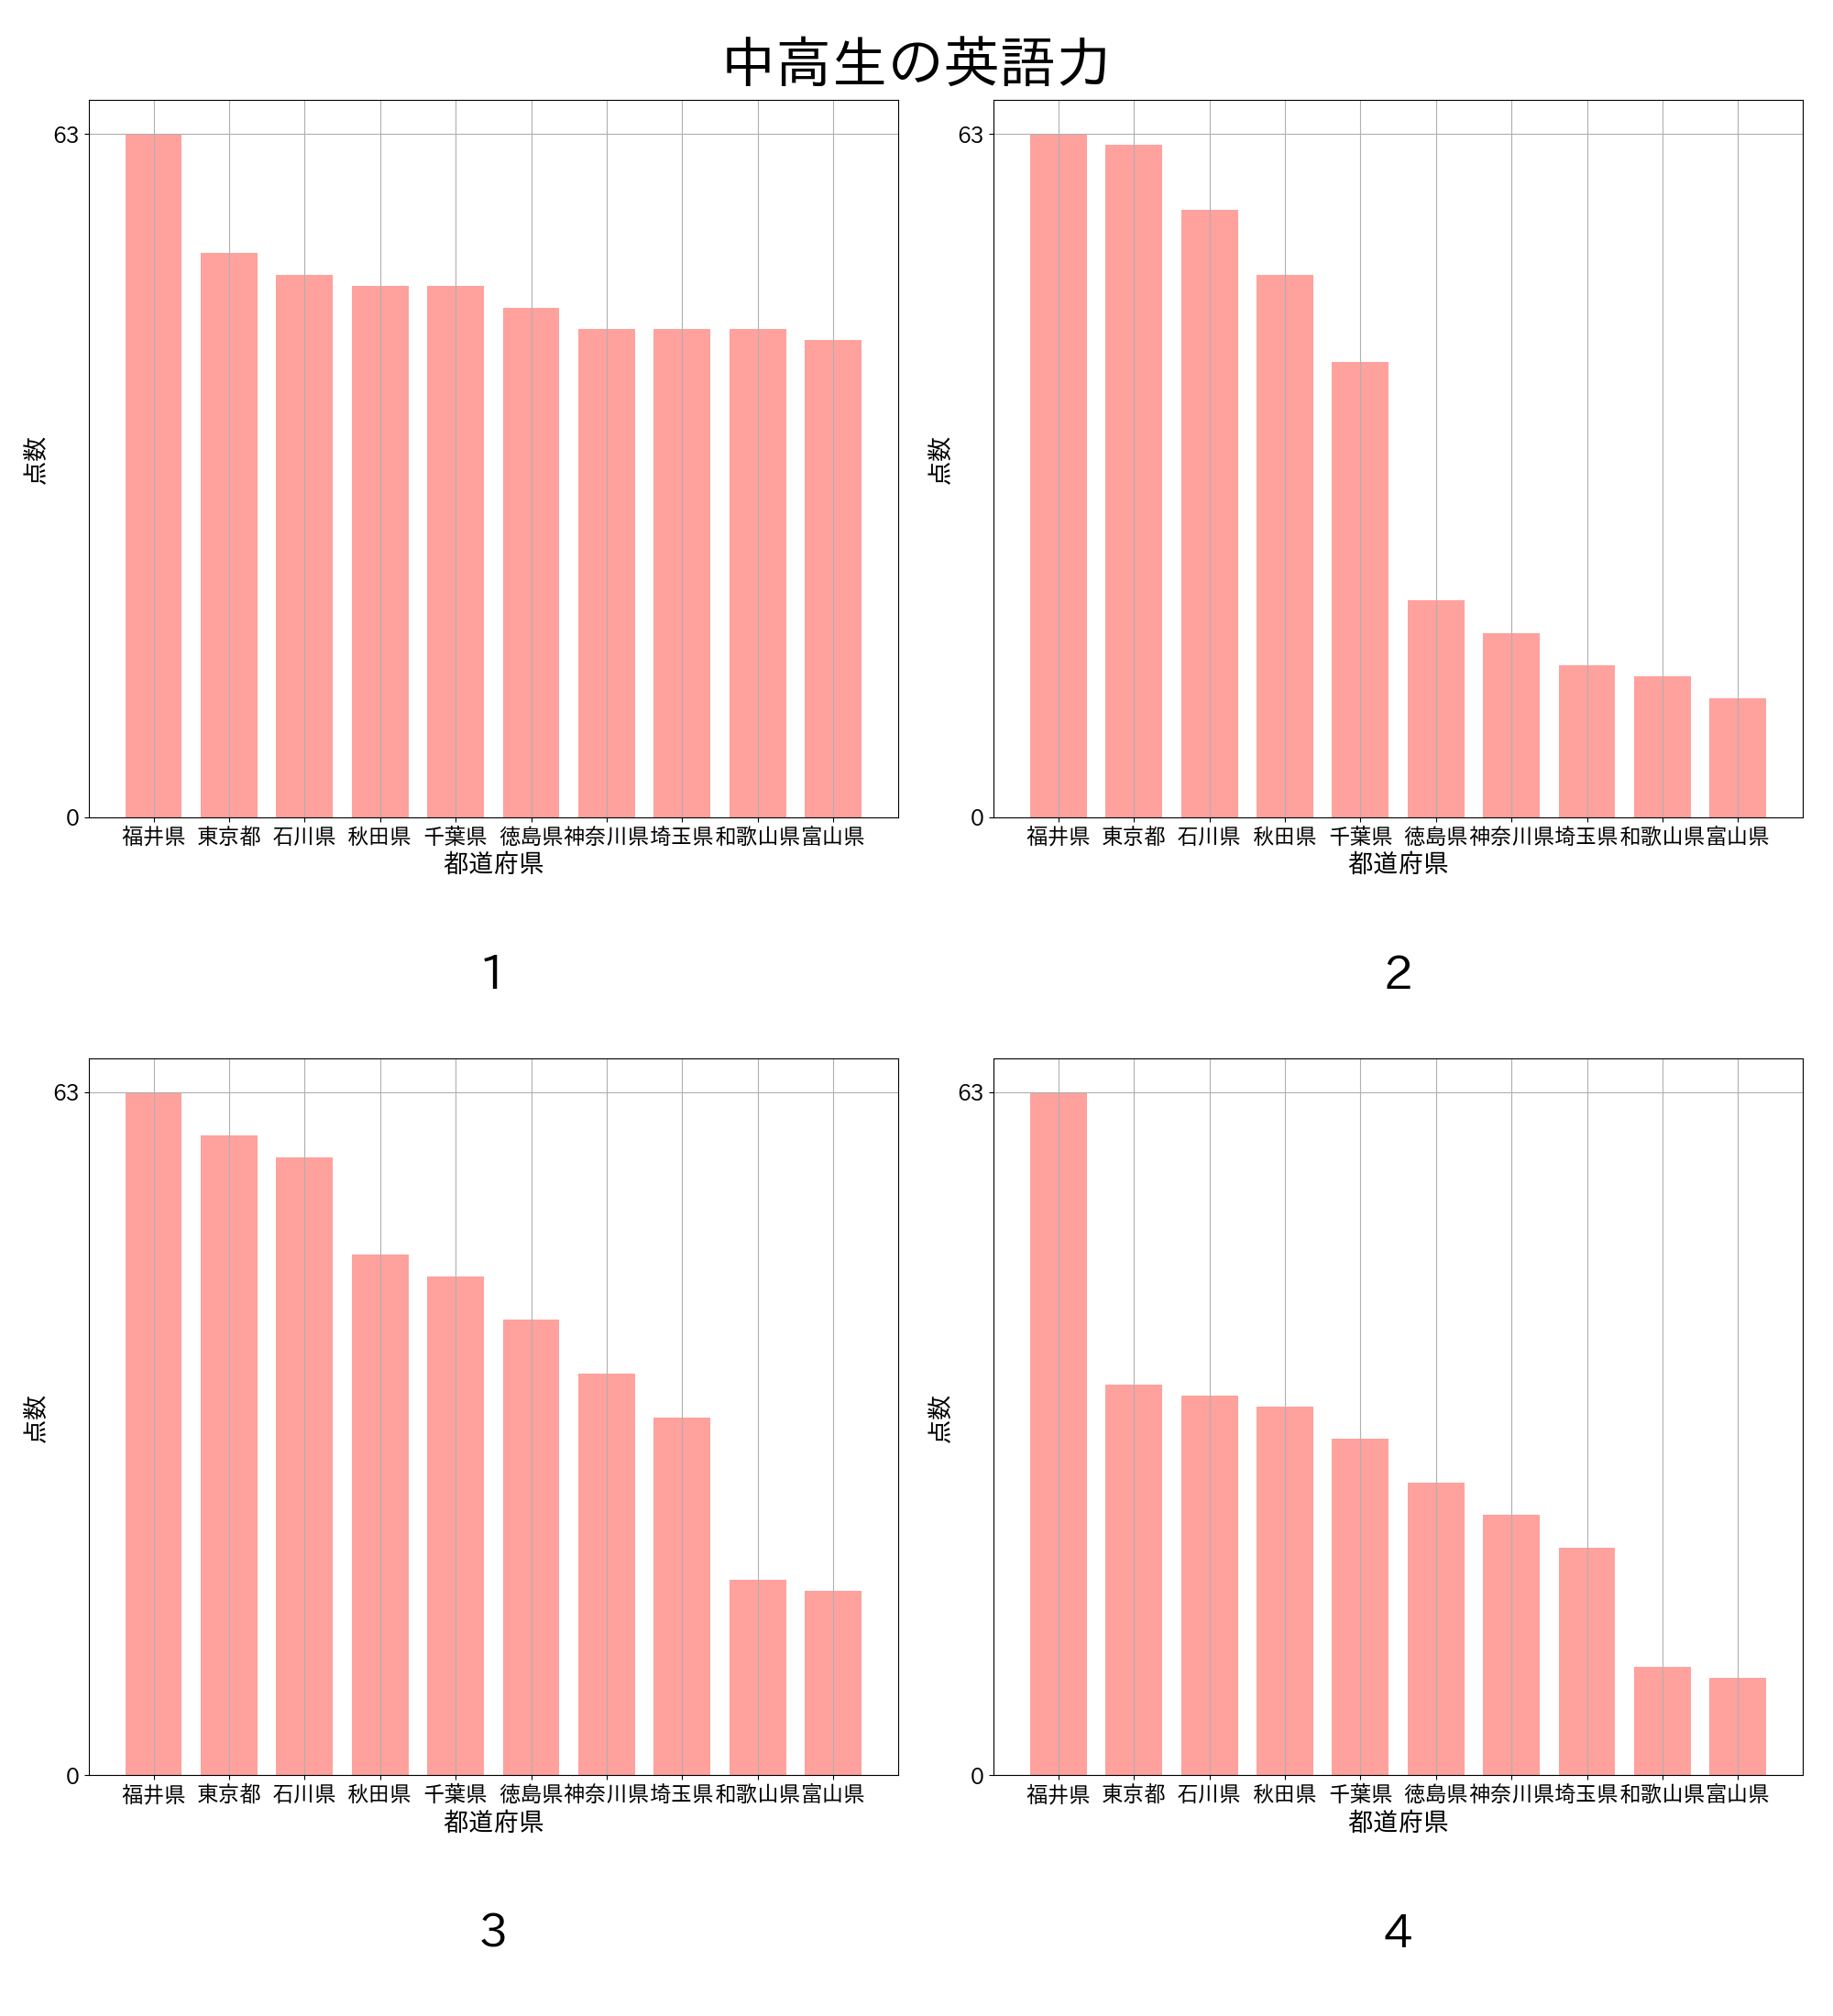 中高生の英語力
63
点数
0
福井県 東京都 石川県 秋田県 千葉県 徳島県 神奈川県 埼玉県 和歌山県 富山県
都道府県
1
63
点数
0
福井県 東京都 石川県 秋田県 千葉県 徳島県 神奈川県 埼玉県 和歌山県 富山県
都道府県
2
63
点数
0
福井県 東京都 石川県 秋田県 千葉県 徳島県 神奈川県 埼玉県 和歌山県 富山県
都道府県
3
63
点数
0
福井県 東京都 石川県 秋田県 千葉県 徳島県 神奈川県 埼玉県 和歌山県 富山県
都道府県
4